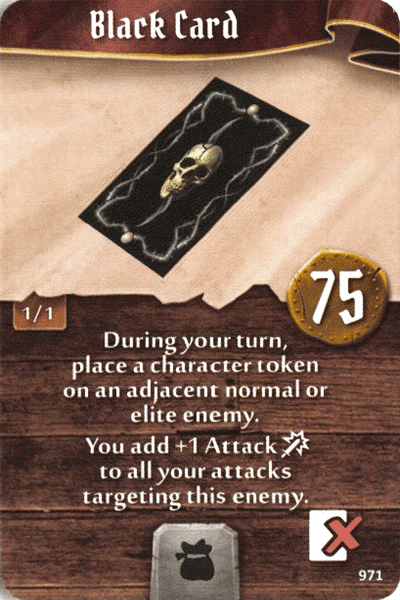 Black Card
75
1/1
During your turn,
place a character token
on an adjacent normal or
elite enemy.
You add +1 Attack
to all your attacks
targeting this enemy.
971